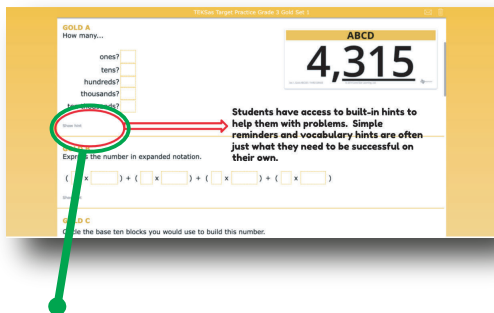 TEKSas Target Practice Grade 3 Gold Set 1
GOLD A
How many...
ones?
tens?
hundreds?
thousands?
ten thousands?
Show hint
ABCD
4,315
Students have access to built-in hints to
help them with problems. Simple
reminders and vocabulary hints are often
just what they need to be successful on
their own.
Express the number in expanded notation.
( x ) + ( x ) + ( x ) + ( x )
GOLD C
Circle the base ten blocks you would use to build this number.